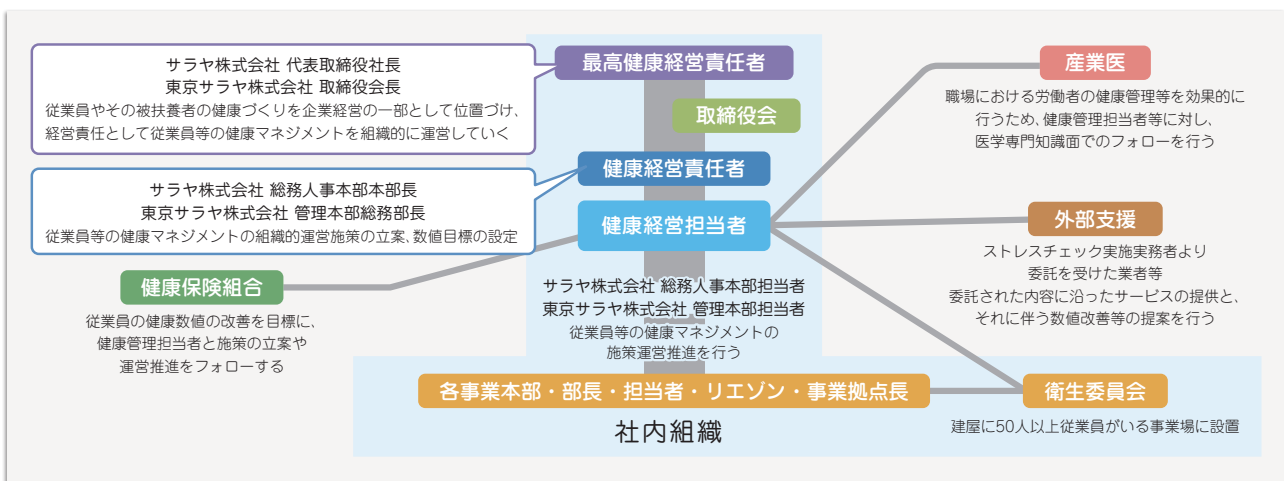 最高健康経営責任者
サラヤ株式会社 代表取締役社長
東京サラヤ株式会社 取締役会長
従業員やその被扶養者の健康づくりを企業経営の一部として位置づけ、
経営責任として従業員等の健康マネジメントを組織的に運営していく
取締役会
健康経営責任者
サラヤ株式会社 総務人事本部本部長
東京サラヤ株式会社 管理本部総務部長
従業員等の健康マネジメントの組織的運営施策の立案、数値目標の設定
健康経営担当者
サラヤ株式会社 総務人事本部担当者
東京サラヤ株式会社 管理本部担当者
従業員等の健康マネジメントの
施策運営推進を行う
健康保険組合
従業員の健康数値の改善を目標に、
健康管理担当者と施策の立案や
運営推進をフォローする
産業医
職場における労働者の健康管理等を効果的に
行うため、健康管理担当者等に対し、
医学専門知識面でのフォローを行う
外部支援
ストレスチェック実施実務者より
委託を受けた業者等
委託された内容に沿ったサービスの提供と、
それに伴う数値改善等の提案を行う
各事業本部・部長・担当者・リエゾン・事業拠点長
衛生委員会
建屋に50人以上従業員がいる事業場に設置
社内組織